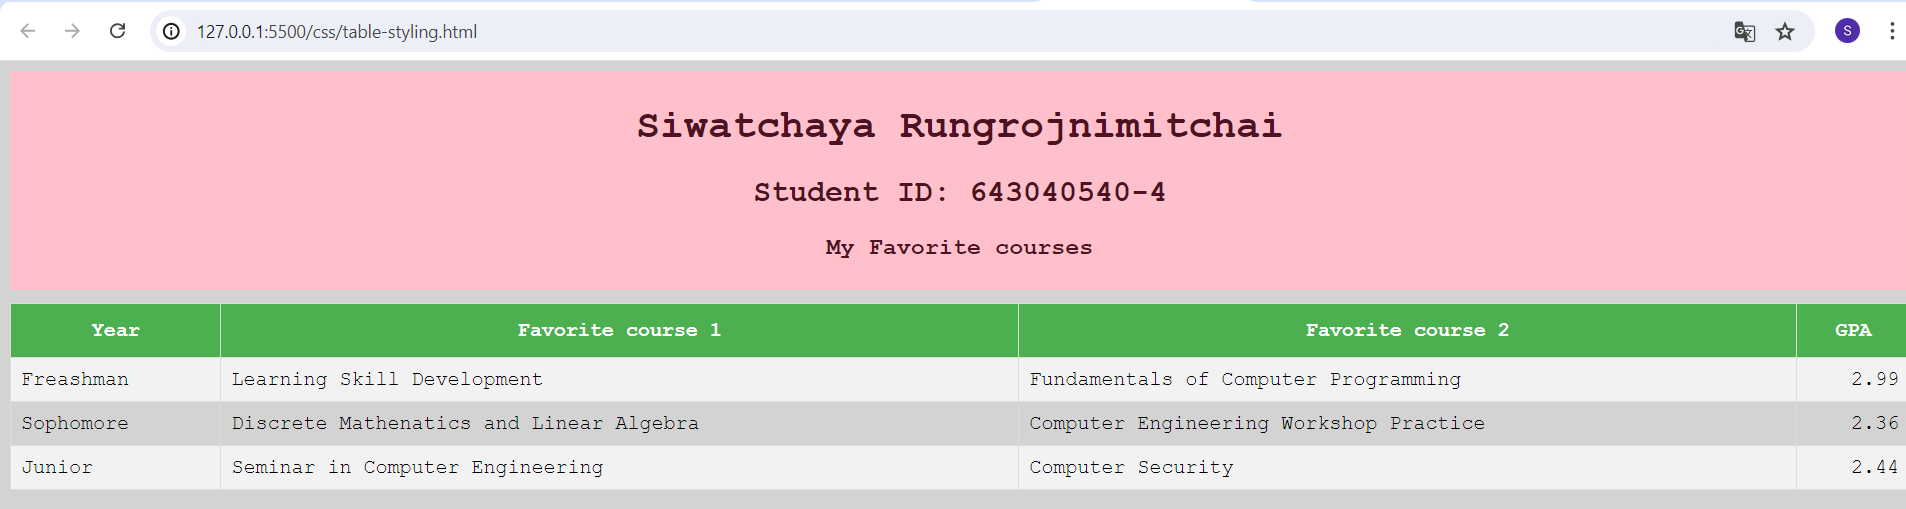 127.0.0.1:5500/css/table-styling.html
S
Siwatchaya Rungrojnimitchai
Student ID: 643040540-4
My Favorite courses
Year Favorite course 1 Favorite course 2 GPA
Freashman Learning Skill Development Fundamentals of Computer Programming 2.99
Sophomore Discrete Mathenatics and Linear Algebra Computer Engineering Workshop Practice 2.36
Junior Seminar in Computer Engineering Computer Security 2.44